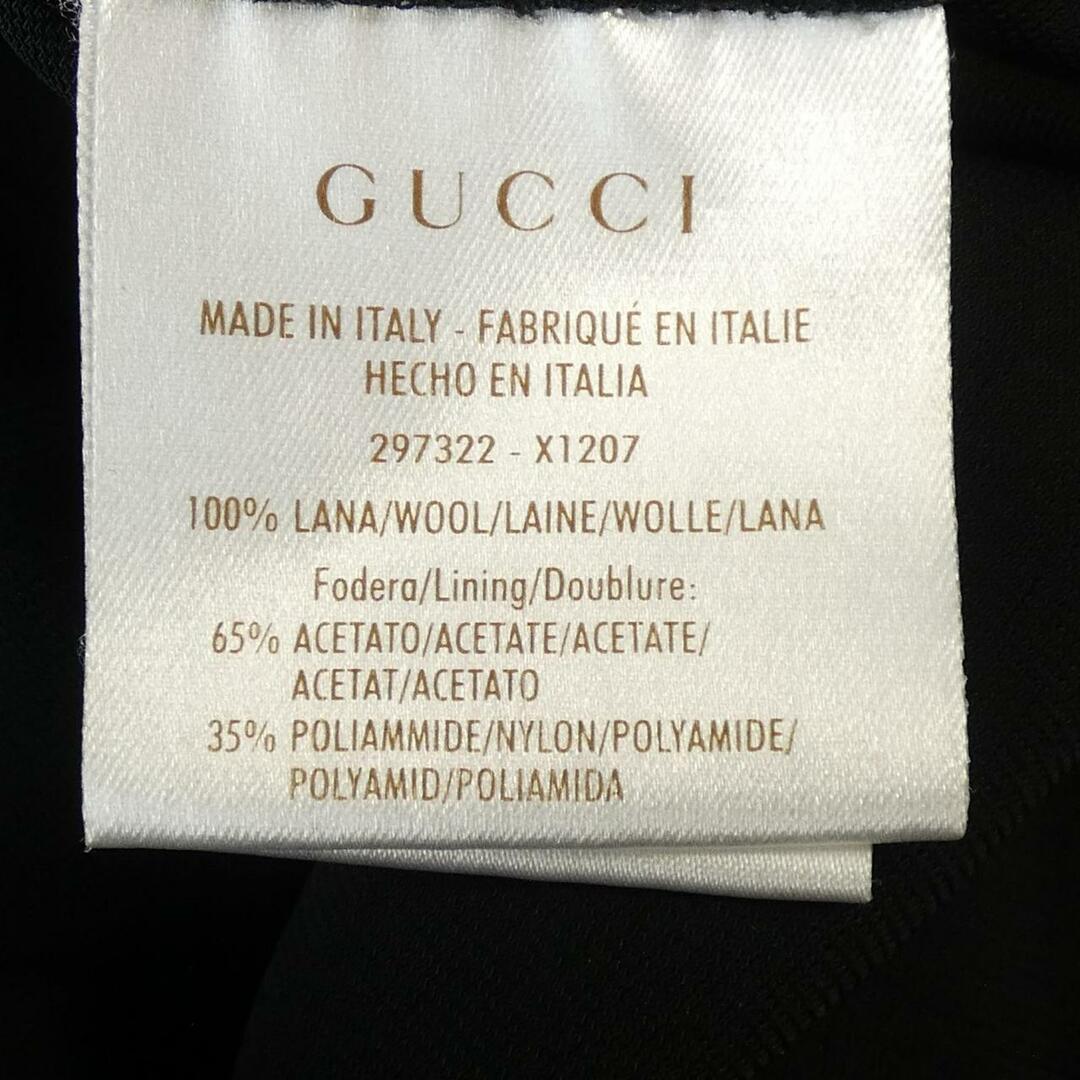 GUCCI
MADE IN ITALY - FABRIQUÉ EN ITALIE
HECHO EN ITALIA
297322 - X1207
100% LANA/WOOL/LAINE/WOLLE/LANA
Fodera/Lining/Doublure:
65% ACETATO/ACETATE/ACETATE/
ACETAT/ACETATO
35% POLIAMMIDE/NYLON/POLYAMIDE/
POLYAMID/POLIAMIDA